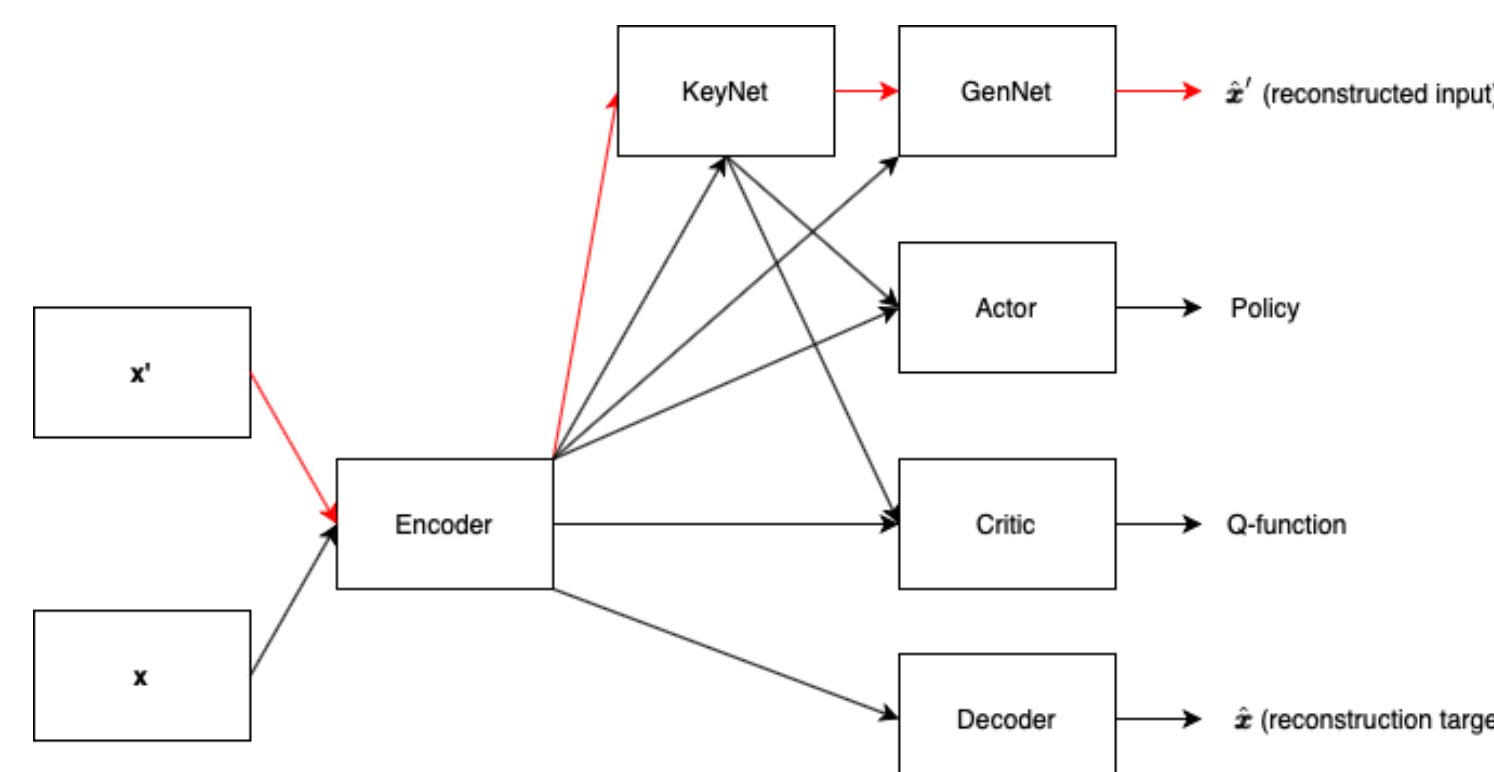 KeyNet
GenNet
x̂′ (reconstructed input)
Actor
Policy
x'
Encoder
Critic
Q-function
x
Decoder
x̂ (reconstruction targe